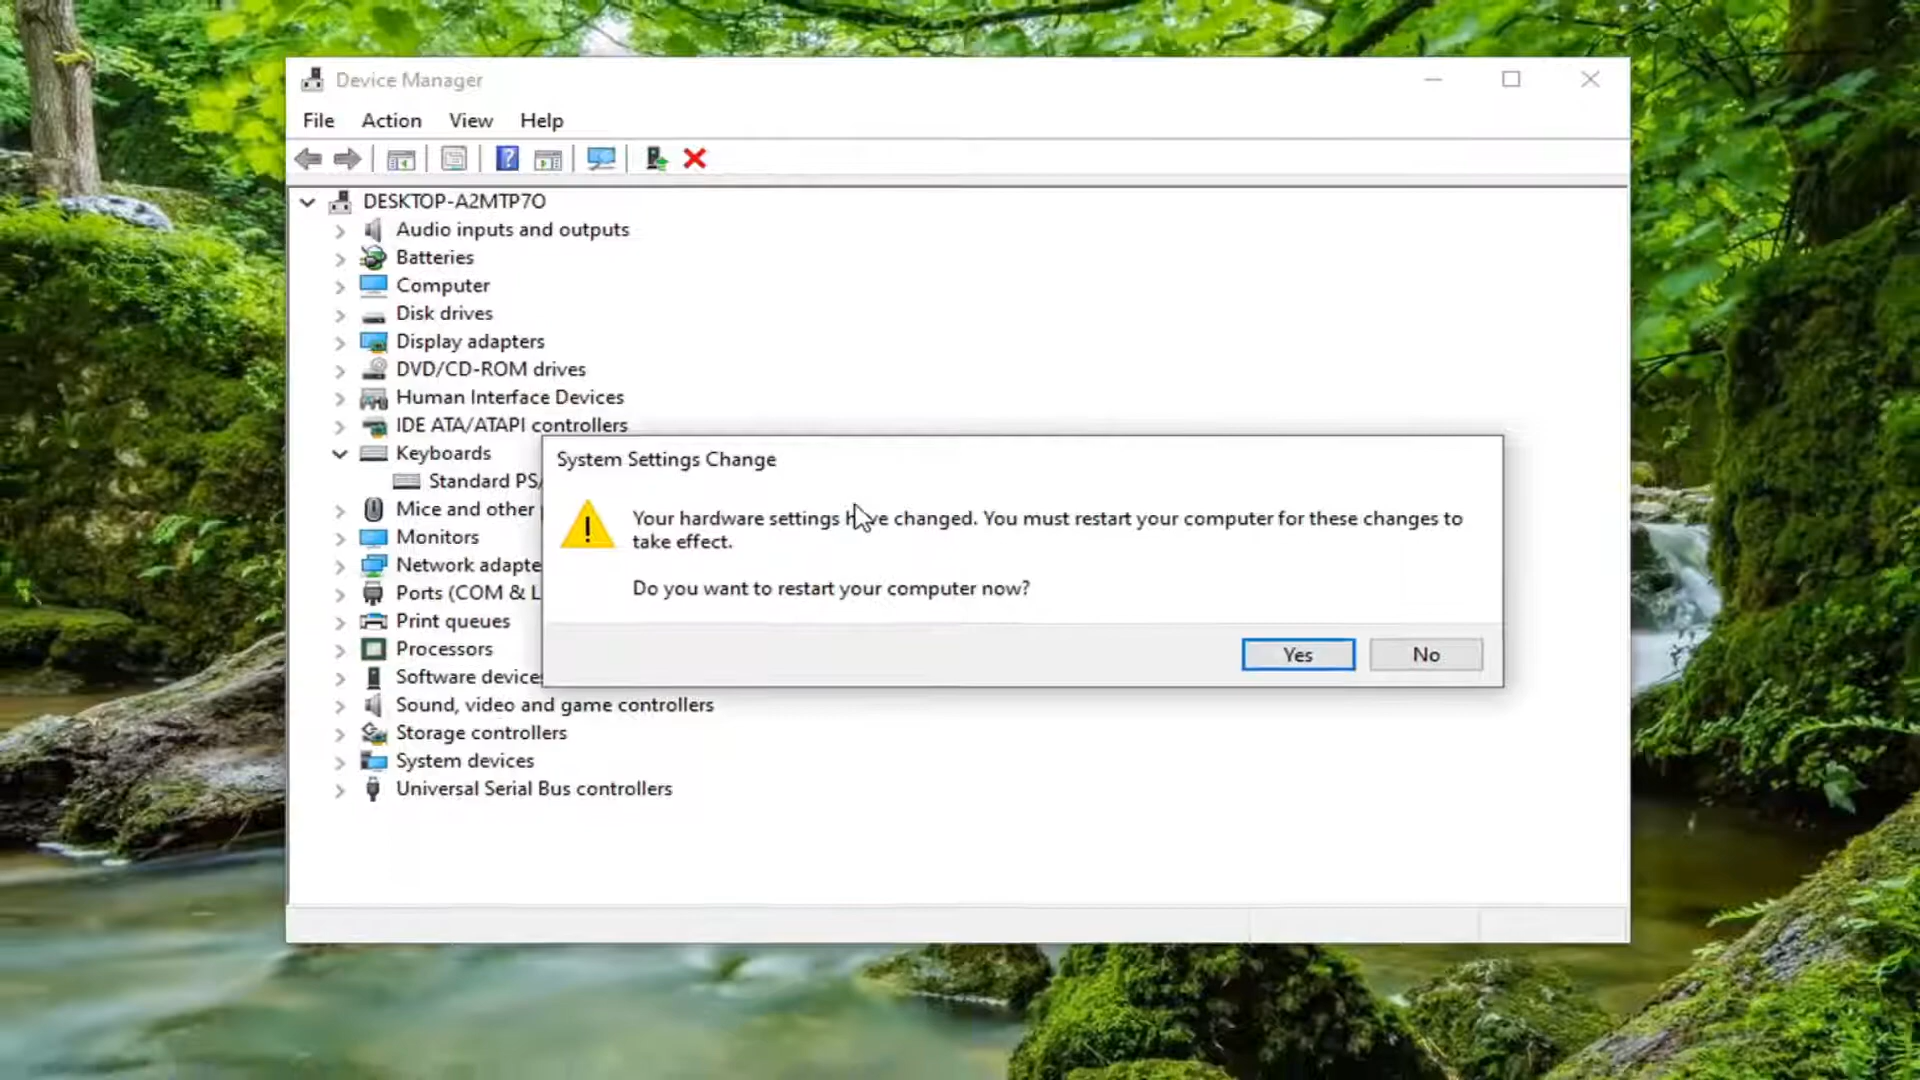 Device Manager
File Action View Help
DESKTOP-A2MTP7O
Audio inputs and outputs
Batteries
Computer
Disk drives
Display adapters
DVD/CD-ROM drives
Human Interface Devices
IDE ATA/ATAPI controllers
Keyboards
Standard PS/
Mice and other
Monitors
Network adapte
Ports (COM & L
Print queues
Processors
Software devices
Sound, video and game controllers
Storage controllers
System devices
Universal Serial Bus controllers
System Settings Change
Your hardware settings have changed. You must restart your computer for these changes to
take effect.
Do you want to restart your computer now?
Yes No